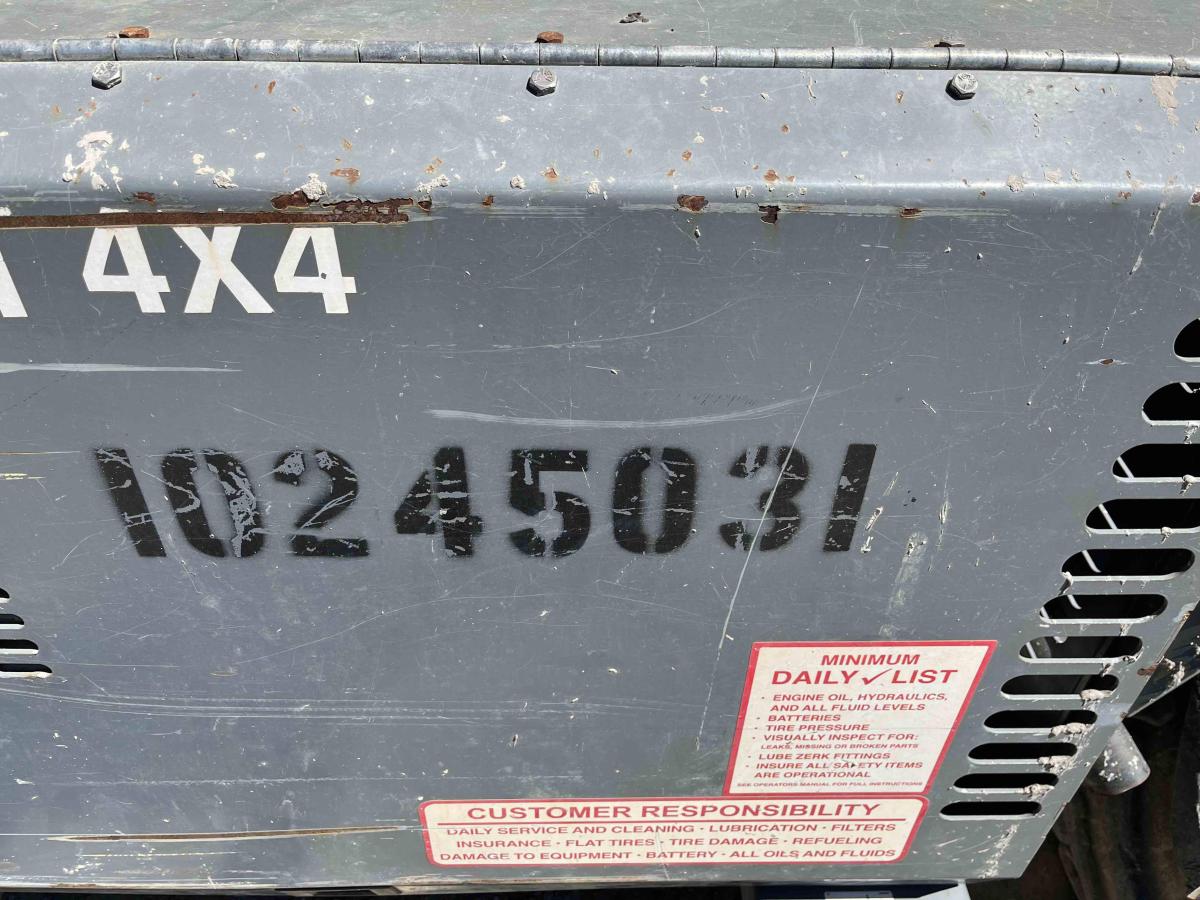 4X4
10245031
MINIMUM
DAILY✓LIST
· ENGINE OIL, HYDRAULICS,
AND ALL FLUID LEVELS
· BATTERIES
· TIRE PRESSURE
· VISUALLY INSPECT FOR:
LEAKS, MISSING OR BROKEN PARTS
· LUBE ZERK FITTINGS
· INSURE ALL SAFETY ITEMS
ARE OPERATIONAL
SEE OPERATORS MANUAL FOR FULL INSTRUCTIONS
CUSTOMER RESPONSIBILITY
DAILY SERVICE AND CLEANING · LUBRICATION · FILTERS
INSURANCE · FLAT TIRES · TIRE DAMAGE · REFUELING
DAMAGE TO EQUIPMENT · BATTERY · ALL OILS AND FLUIDS